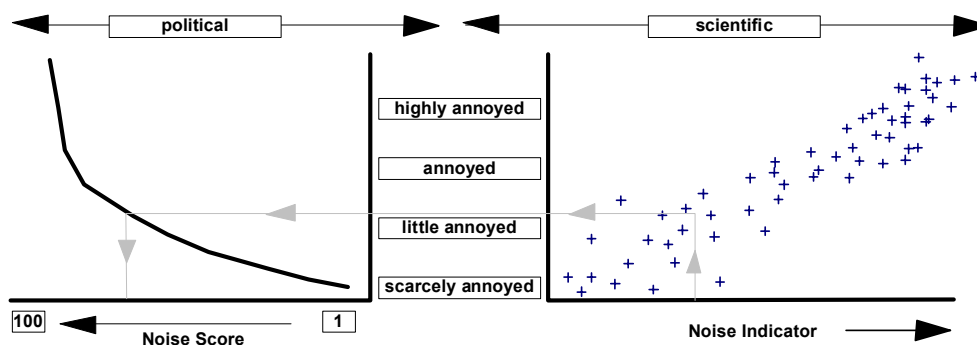 political
scientific
highly annoyed
annoyed
little annoyed
scarcely annoyed
100
1
Noise Score
Noise Indicator